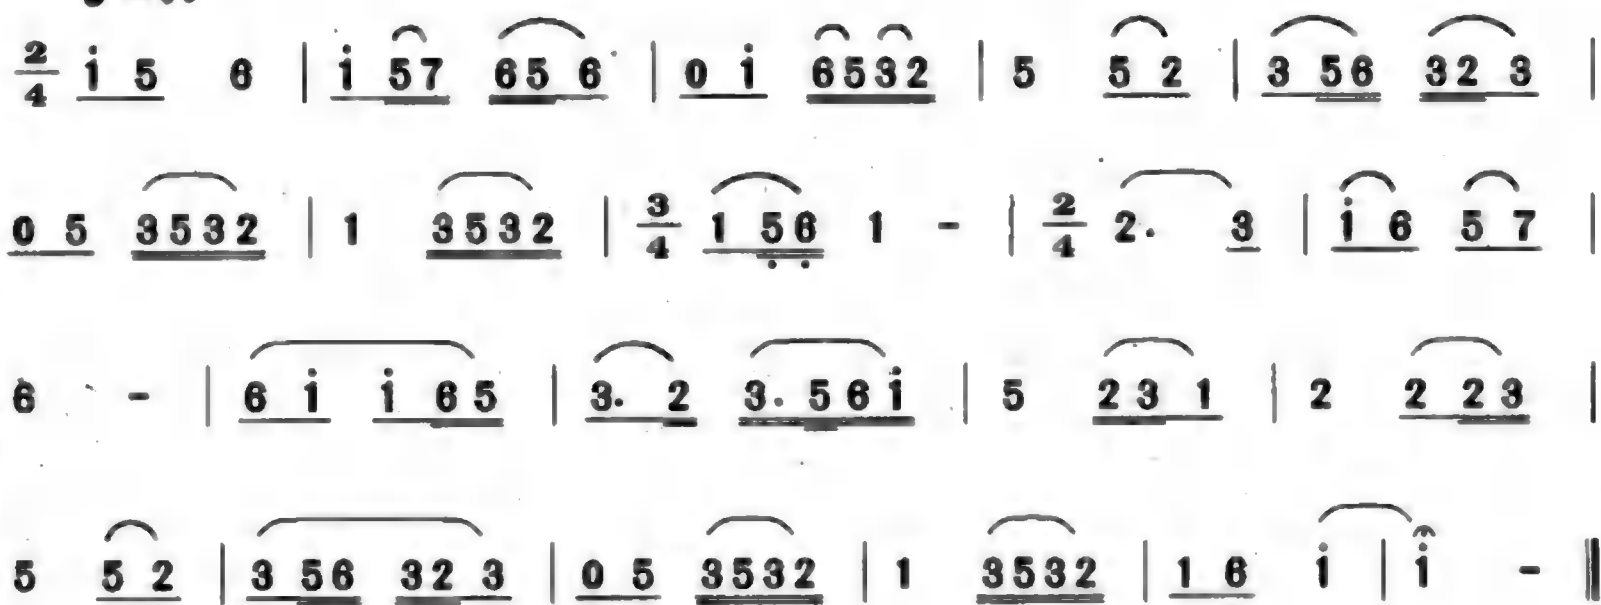 2/4 i̇ 5 6 | i̇ 57 65 6 | 0 i̇ 6532 | 5 5 2 | 3 56 32 3 |
0 5 3532 | 1 3532 | 3/4 1 5̣6̣ 1 - | 2/4 2. 3 | i̇ 6 5 7 |
6 - | 6 i̇ i̇ 65 | 3. 2 3. 56i̇ | 5 23 1 | 2 2 23 |
5 5 2 | 3 56 32 3 | 0 5 3532 | 1 3532 | 1 6 i̇ | i̇ - ‖